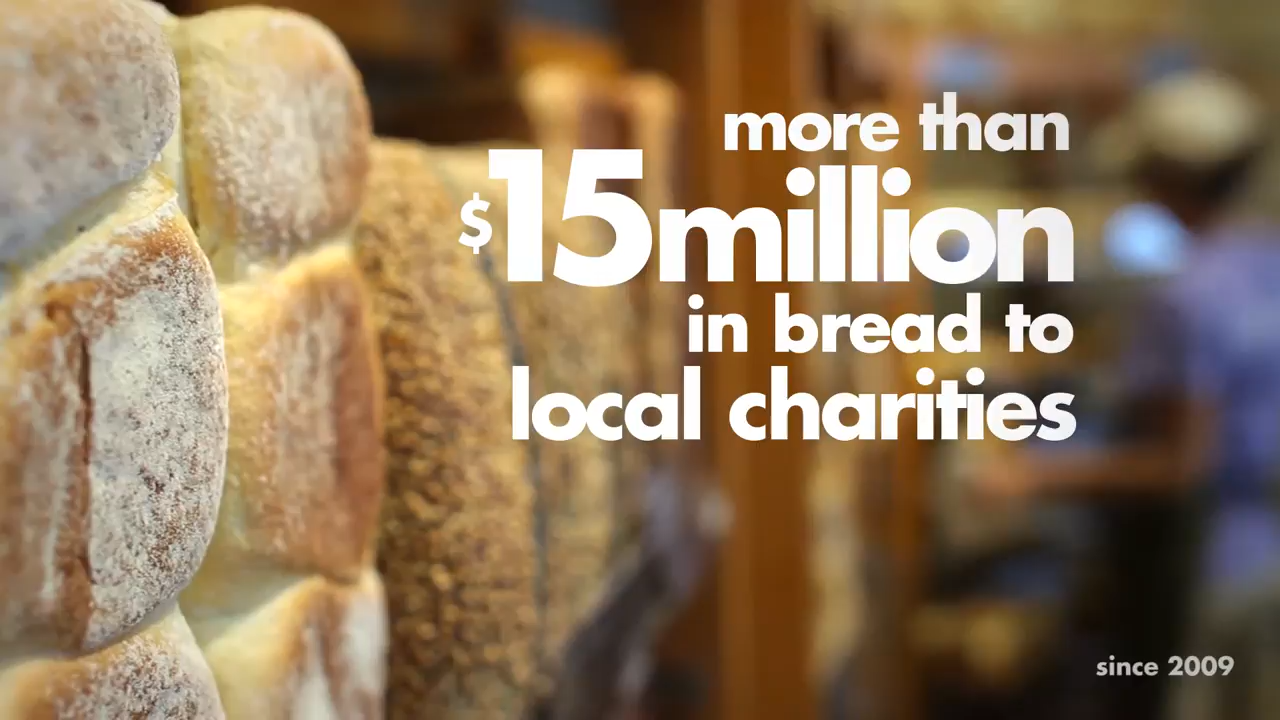 more than
$15million
in bread to
local charities
since 2009